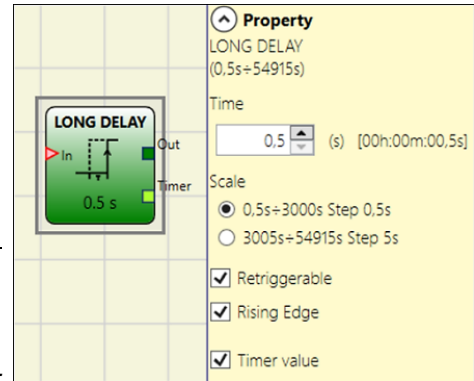 LONG DELAY
In
Out
Timer
0.5 s
Property
LONG DELAY
(0,5s÷54915s)
Time
0,5 (s) [00h:00m:00,5s]
Scale
0,5s÷3000s Step 0,5s
3005s÷54915s Step 5s
Retriggerable
Rising Edge
Timer value